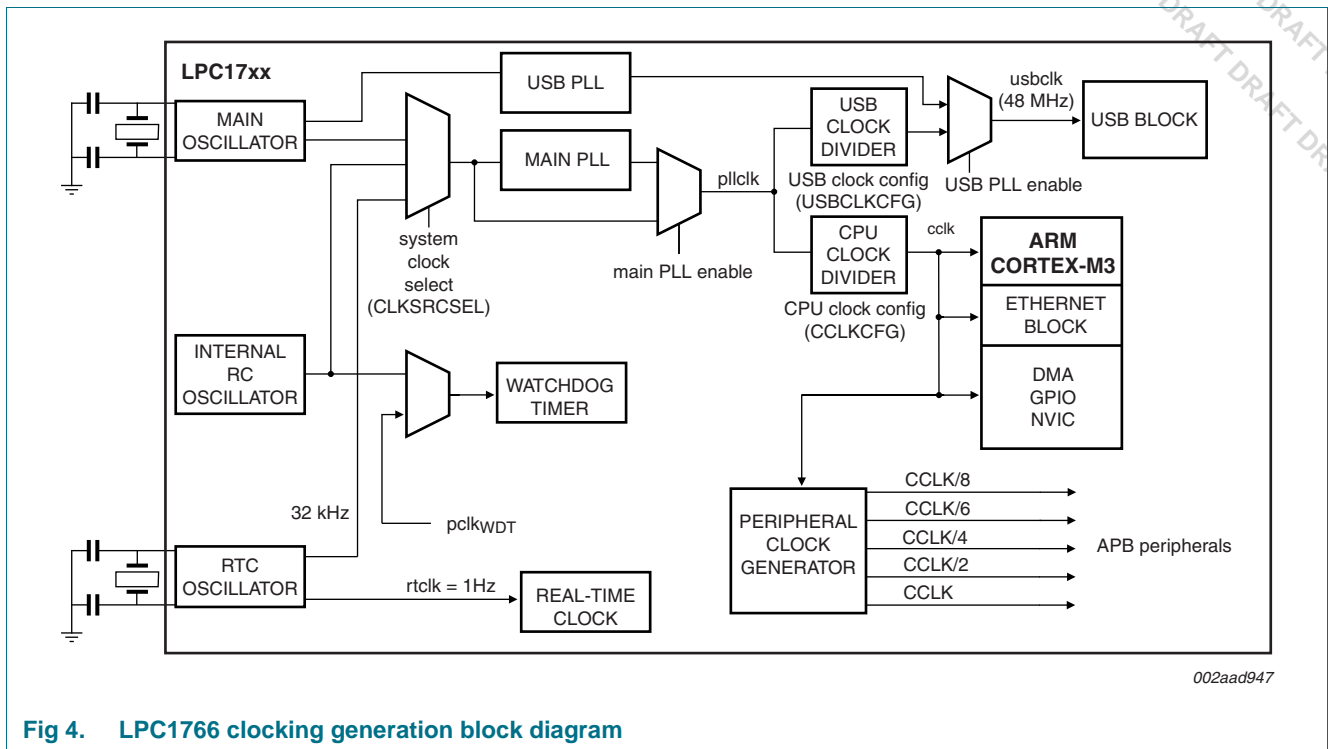 DRAFT DRAFT
DRAFT DRAFT DRA
LPC17xx
MAIN
OSCILLATOR
USB PLL
MAIN PLL
system
clock
select
(CLKSRCSEL)
main PLL enable
pllclk
USB
CLOCK
DIVIDER
USB clock config
(USBCLKCFG)
usbclk
(48 MHz)
USB BLOCK
USB PLL enable
CPU
CLOCK
DIVIDER
CPU clock config
(CCLKCFG)
cclk
ARM
CORTEX-M3
ETHERNET
BLOCK
DMA
GPIO
NVIC
INTERNAL
RC
OSCILLATOR
WATCHDOG
TIMER
32 kHz
pclkWDT
RTC
OSCILLATOR
rtclk = 1Hz
REAL-TIME
CLOCK
PERIPHERAL
CLOCK
GENERATOR
CCLK/8
CCLK/6
CCLK/4
CCLK/2
CCLK
APB peripherals
002aad947
Fig 4. LPC1766 clocking generation block diagram